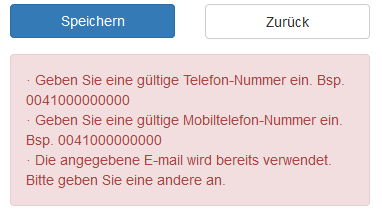 Speichern
Zurück
· Geben Sie eine gültige Telefon-Nummer ein. Bsp.
0041000000000
· Geben Sie eine gültige Mobiltelefon-Nummer ein.
Bsp. 0041000000000
· Die angegebene E-mail wird bereits verwendet.
Bitte geben Sie eine andere an.